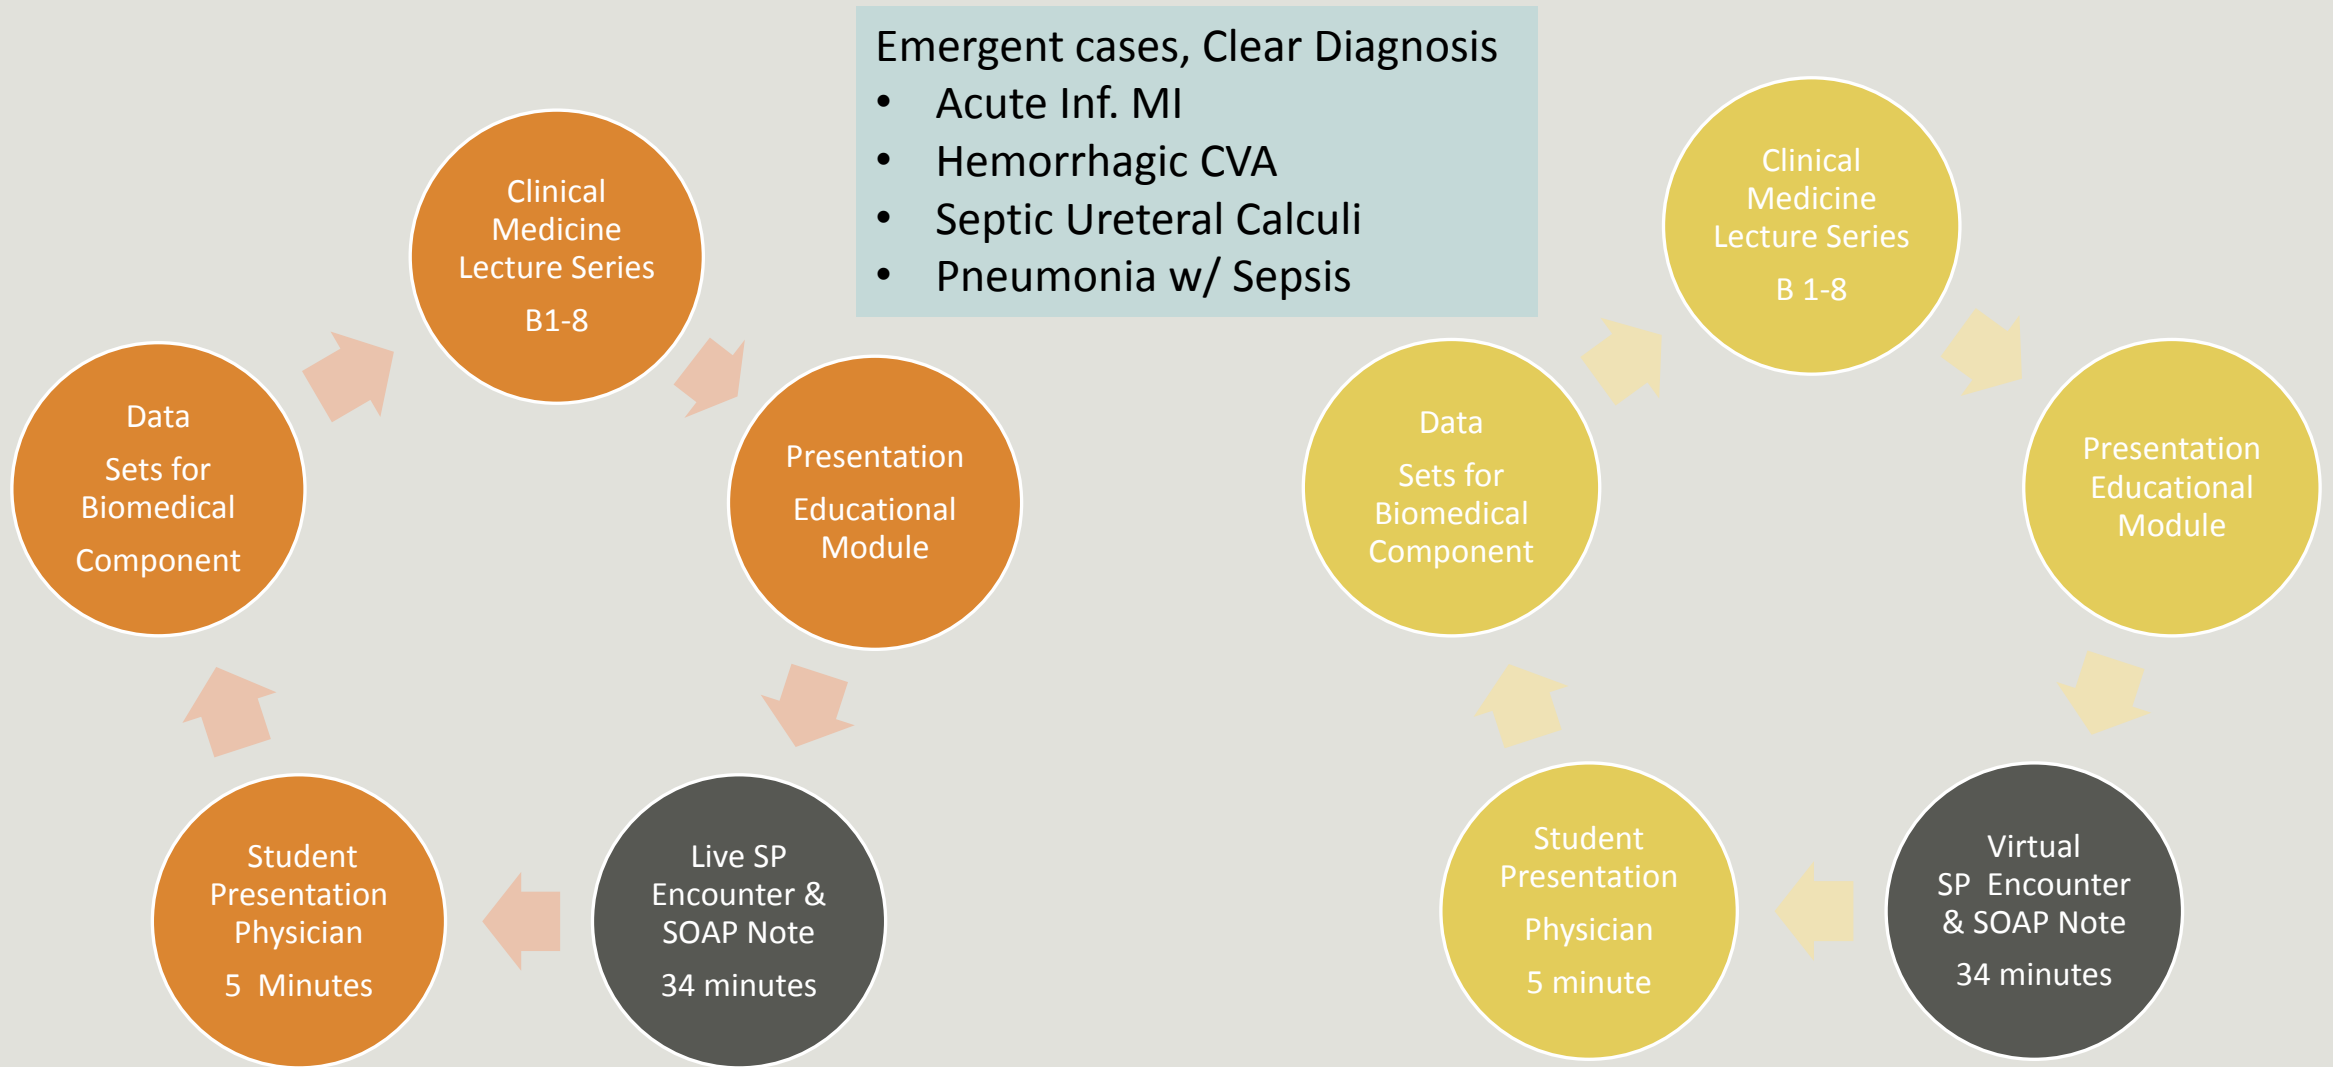 Emergent cases, Clear Diagnosis
• Acute Inf. MI
• Hemorrhagic CVA
• Septic Ureteral Calculi
• Pneumonia w/ Sepsis
Clinical
Medicine
Lecture Series
B1-8
Presentation
Educational
Module
Live SP
Encounter &
SOAP Note
34 minutes
Student
Presentation
Physician
5 Minutes
Data
Sets for
Biomedical
Component
Clinical
Medicine
Lecture Series
B 1-8
Presentation
Educational
Module
Virtual
SP Encounter
& SOAP Note
34 minutes
Student
Presentation
Physician
5 minute
Data
Sets for
Biomedical
Component